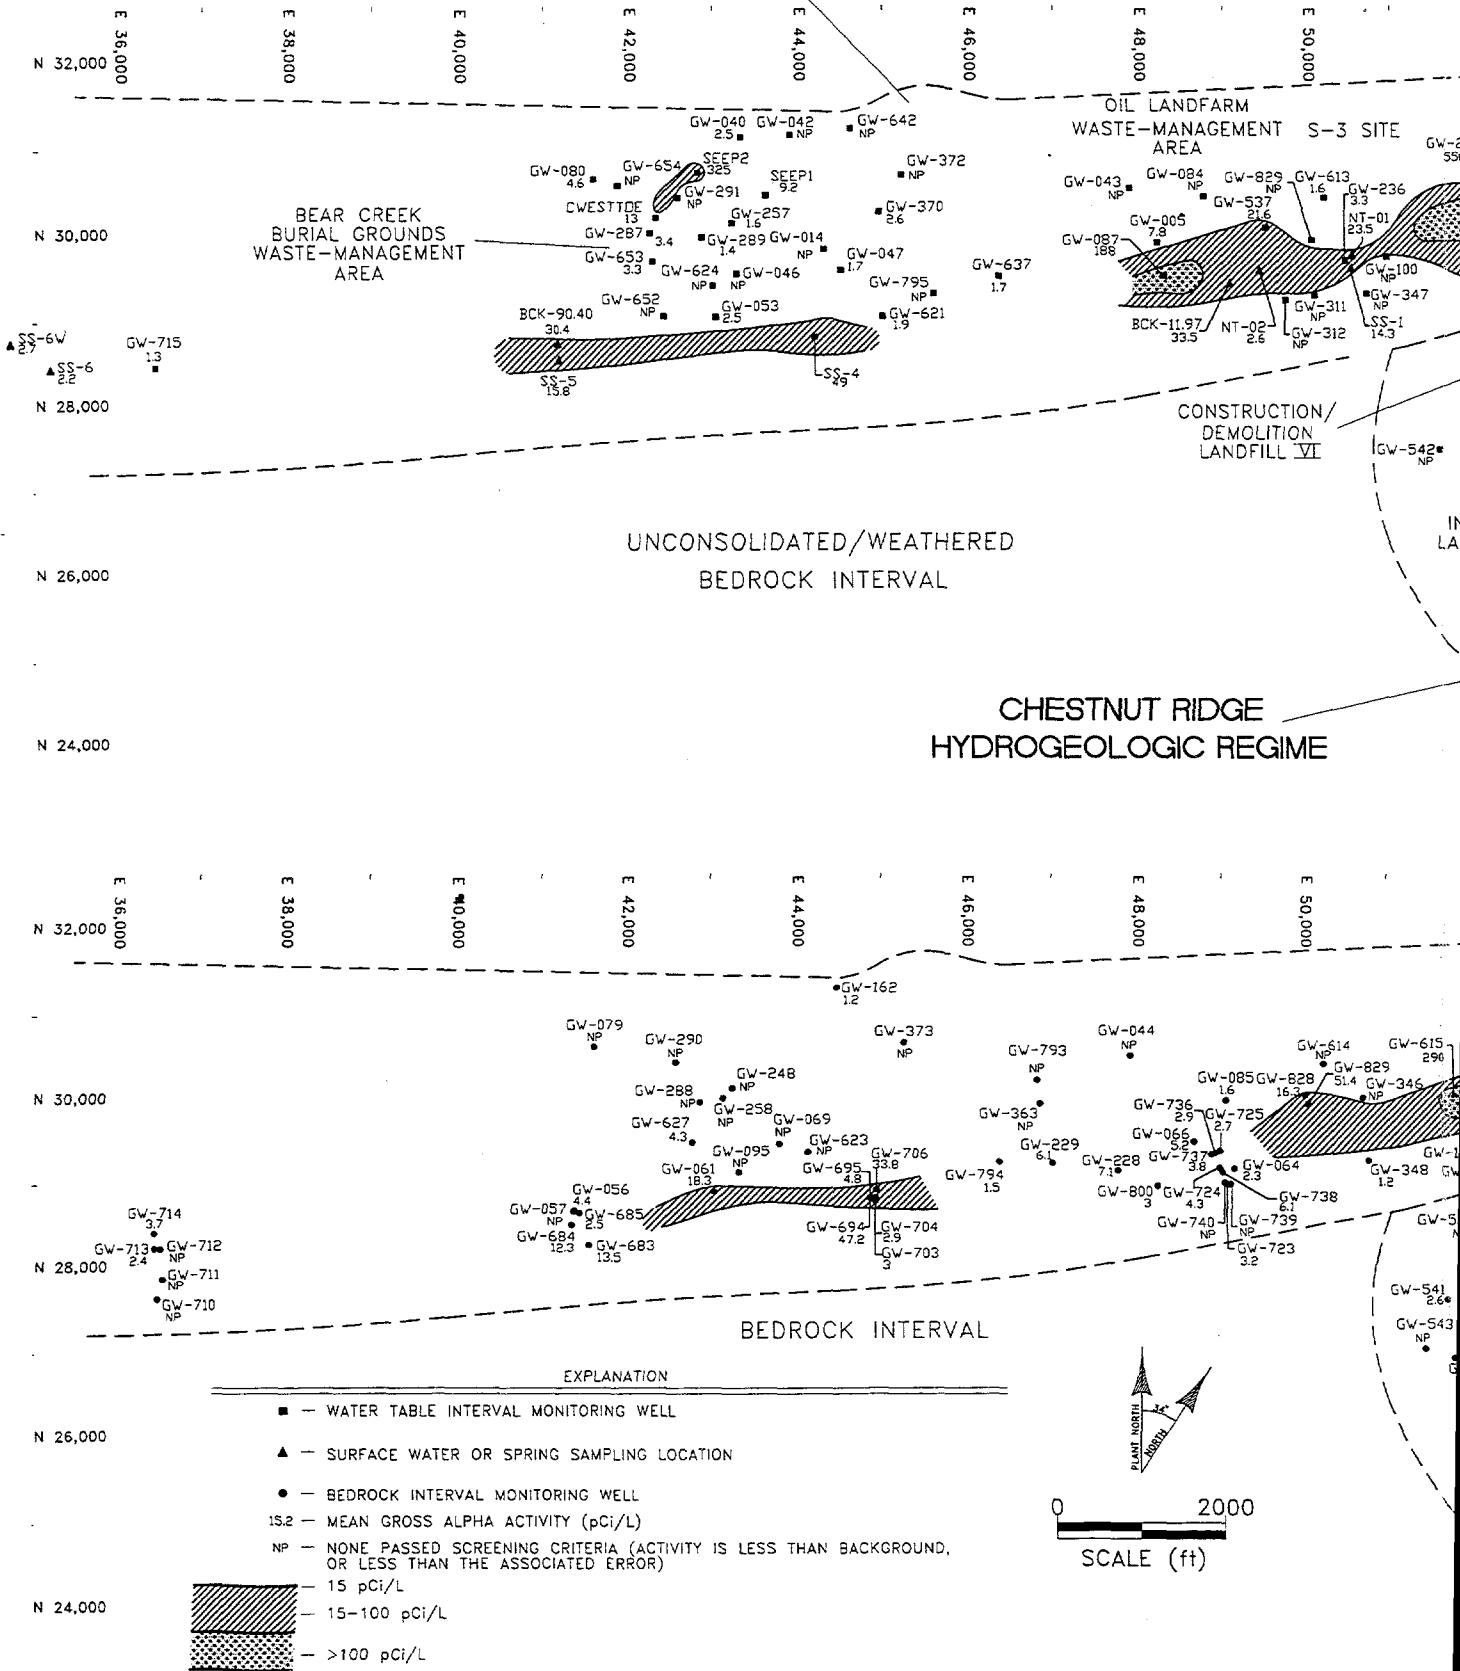 E 36,000
E 38,000
E 40,000
E 42,000
E 44,000
E 46,000
E 48,000
E 50,000
N 32,000
OIL LANDFARM
WASTE-MANAGEMENT
AREA
S-3 SITE
GW-040
2.5
GW-042
NP
GW-642
NP
GW-080
4.6
GW-654
NP
SEEP2
325
GW-372
NP
GW-043
NP
GW-084
NP
GW-829
NP
GW-613
1.6
GW-236
3.3
GW-291
NP
SEEP1
9.2
CWESTTDE
13
GW-257
1.6
GW-370
2.6
GW-005
7.8
GW-537
21.6
NT-01
23.5
BEAR CREEK
BURIAL GROUNDS
WASTE-MANAGEMENT
AREA
N 30,000
GW-287
3.4
GW-289
1.4
GW-014
NP
GW-087
188
GW-653
3.3
GW-624
NP
GW-046
NP
GW-047
1.7
GW-637
1.7
GW-100
NP
GW-795
NP
GW-347
NP
GW-652
NP
GW-053
2.5
GW-621
1.9
GW-311
NP
BCK-90.40
30.4
BCK-11.97
33.5
NT-02
2.6
GW-312
NP
SS-1
14.3
SS-6W
2.7
GW-715
1.3
SS-6
2.2
SS-5
15.8
SS-4
49
N 28,000
CONSTRUCTION/
DEMOLITION
LANDFILL VI
GW-542
NP
UNCONSOLIDATED/WEATHERED
BEDROCK INTERVAL
N 26,000
CHESTNUT RIDGE
HYDROGEOLOGIC REGIME
N 24,000
E 36,000
E 38,000
E 40,000
E 42,000
E 44,000
E 46,000
E 48,000
E 50,000
N 32,000
GW-162
1.2
GW-079
NP
GW-290
NP
GW-373
NP
GW-793
NP
GW-044
NP
GW-614
NP
GW-615
290
GW-248
NP
GW-085
1.6
GW-828
16.3
GW-829
51.4
GW-346
NP
N 30,000
GW-288
NP
GW-258
NP
GW-069
NP
GW-363
NP
GW-736
2.9
GW-725
2.7
GW-627
4.3
GW-095
NP
GW-623
NP
GW-706
33.8
GW-229
6.1
GW-066
5.2
GW-737
3.8
GW-061
18.3
GW-695
4.8
GW-794
1.5
GW-228
7.1
GW-064
2.3
GW-348
1.2
GW-056
4.4
GW-800
3
GW-724
4.3
GW-738
6.1
GW-057
NP
GW-685
2.5
GW-714
3.7
GW-684
12.3
GW-683
13.5
GW-694
47.2
GW-704
2.9
GW-703
3
GW-740
NP
GW-739
NP
GW-723
3.2
GW-713
2.4
GW-712
NP
N 28,000
GW-711
NP
GW-710
NP
GW-541
2.6
GW-543
NP
BEDROCK INTERVAL
EXPLANATION
– WATER TABLE INTERVAL MONITORING WELL
– SURFACE WATER OR SPRING SAMPLING LOCATION
– BEDROCK INTERVAL MONITORING WELL
15.2 – MEAN GROSS ALPHA ACTIVITY (pCi/L)
NP – NONE PASSED SCREENING CRITERIA (ACTIVITY IS LESS THAN BACKGROUND,
OR LESS THAN THE ASSOCIATED ERROR)
– 15 pCi/L
– 15-100 pCi/L
– >100 pCi/L
N 26,000
N 24,000
PLANT NORTH
34°
NORTH
0 2000
SCALE (ft)